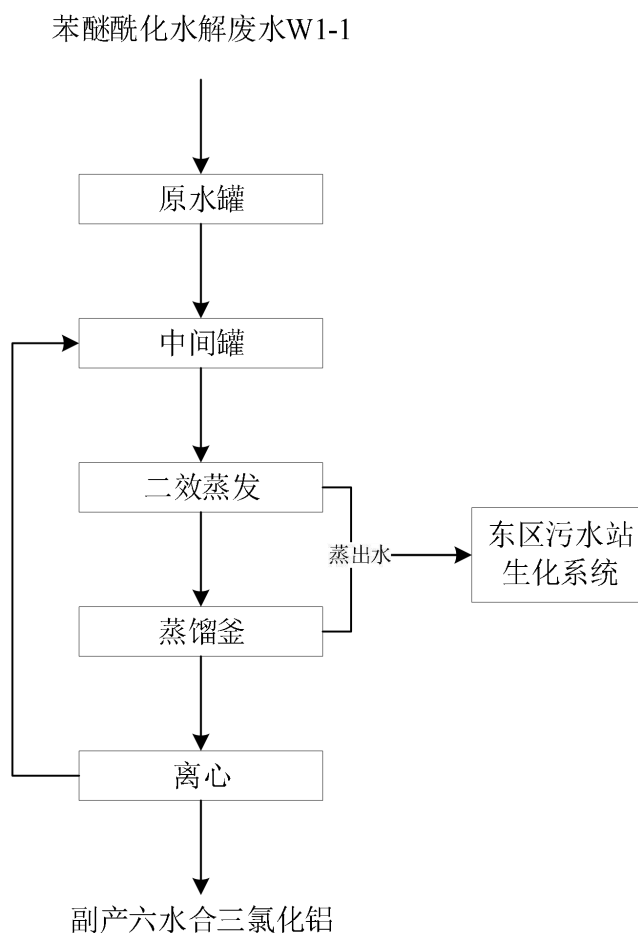 苯醚酰化水解废水W1-1
原水罐
中间罐
二效蒸发
蒸出水
东区污水站
生化系统
蒸馏釜
离心
副产六水合三氯化铝